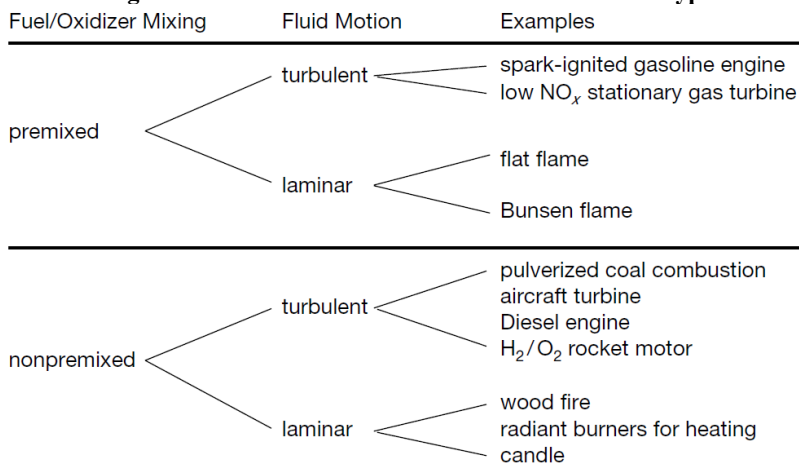 Fuel/Oxidizer Mixing Fluid Motion Examples
turbulent spark-ignited gasoline engine
low NOx stationary gas turbine
premixed
laminar flat flame
Bunsen flame
turbulent pulverized coal combustion
aircraft turbine
Diesel engine
H2/O2 rocket motor
nonpremixed
laminar wood fire
radiant burners for heating
candle